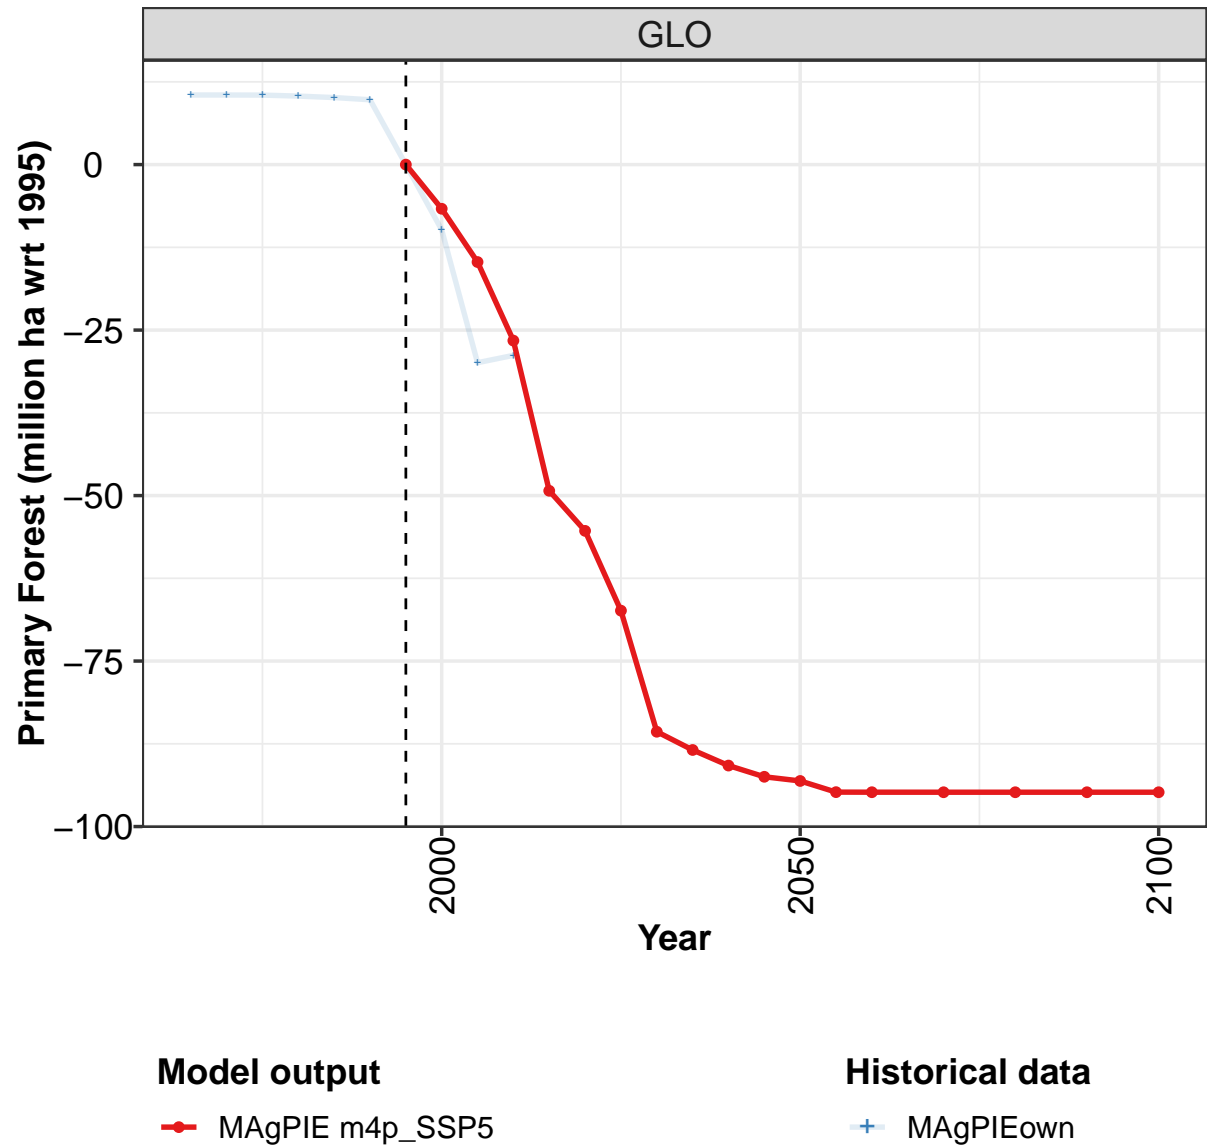 GLO
Primary Forest (million ha wrt 1995)
0
−25
−50
−75
−100
2000
2050
2100
Year
Model output
Historical data
MAgPIE m4p_SSP5
MAgPIEown